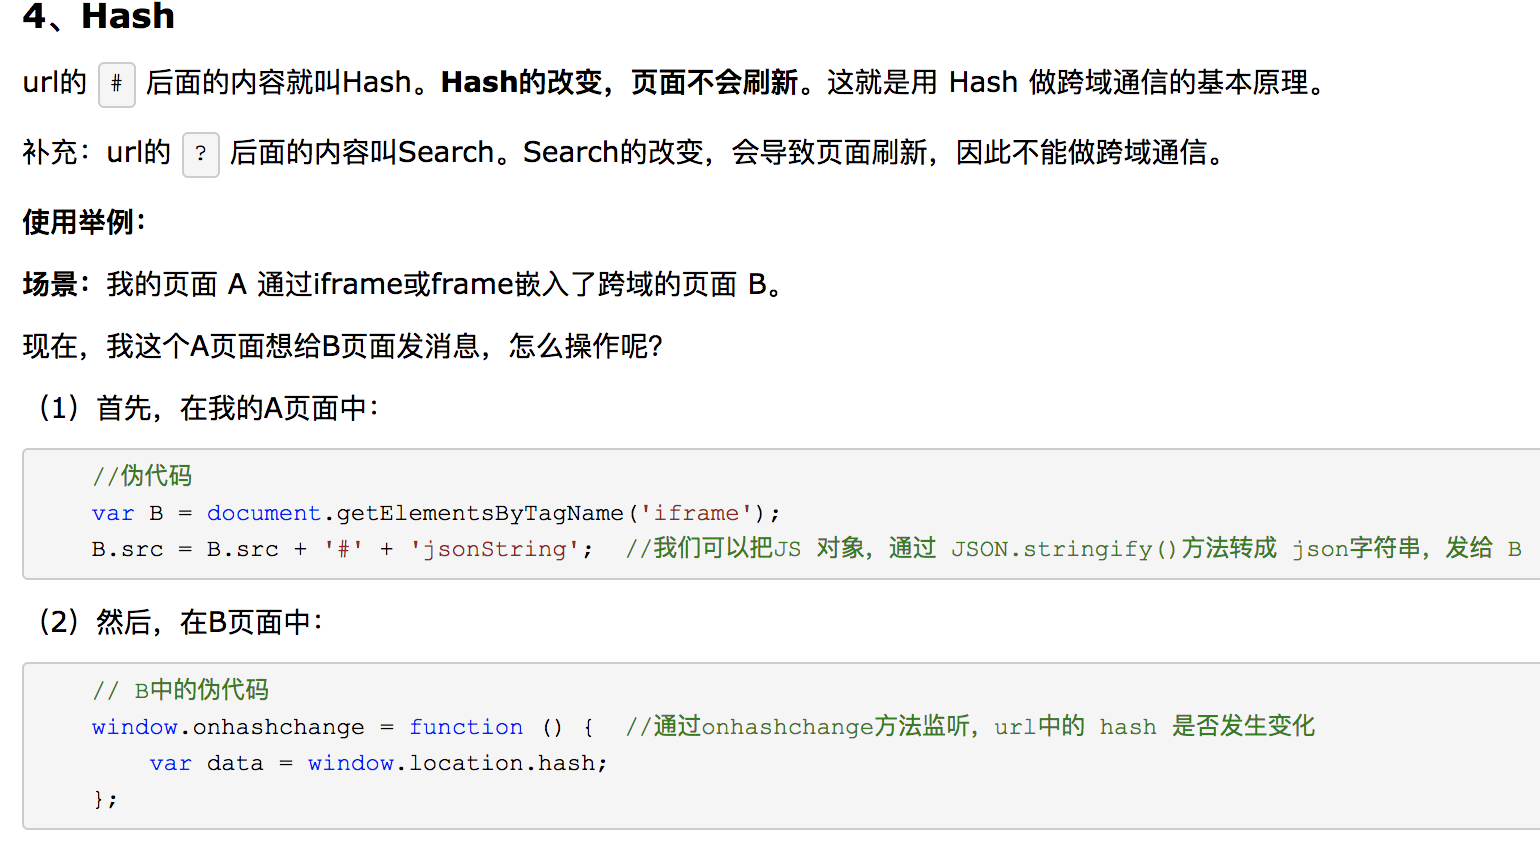 4、Hash
url的 # 后面的内容就叫Hash。Hash的改变，页面不会刷新。这就是用 Hash 做跨域通信的基本原理。
补充：url的 ? 后面的内容叫Search。Search的改变，会导致页面刷新，因此不能做跨域通信。
使用举例：
场景：我的页面 A 通过iframe或frame嵌入了跨域的页面 B。
现在，我这个A页面想给B页面发消息，怎么操作呢？
（1）首先，在我的A页面中：
//伪代码
var B = document.getElementsByTagName('iframe');
B.src = B.src + '#' + 'jsonString';  //我们可以把JS 对象，通过 JSON.stringify()方法转成 json字符串，发给 B
（2）然后，在B页面中：
// B中的伪代码
window.onhashchange = function () {  //通过onhashchange方法监听，url中的 hash 是否发生变化
    var data = window.location.hash;
};